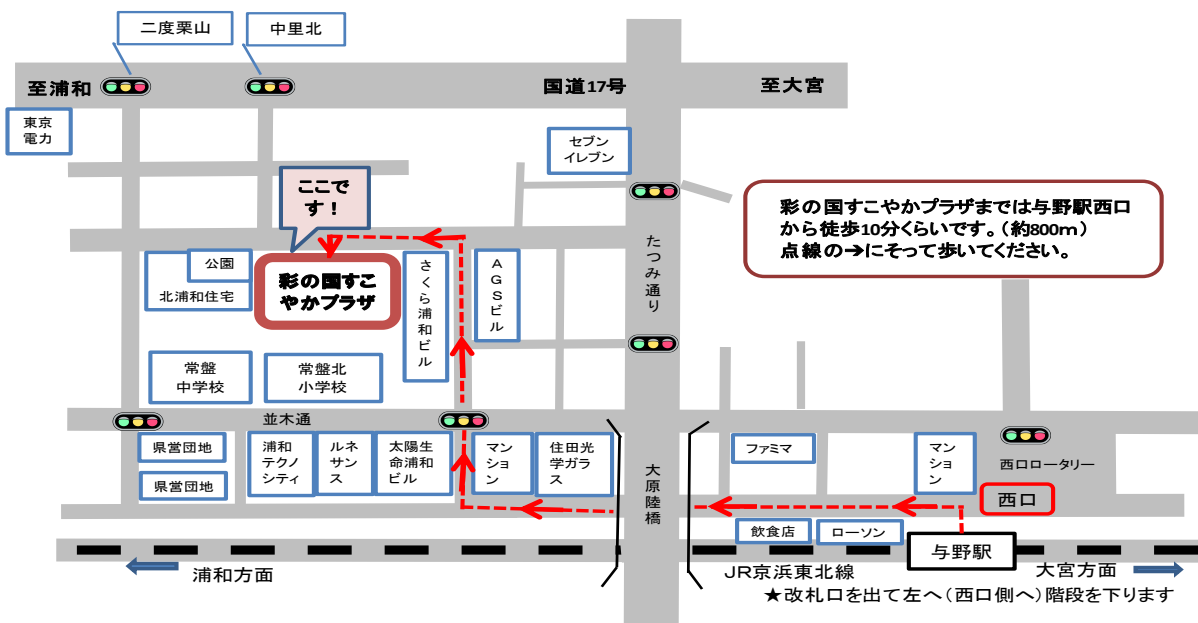 二度栗山
中里北
至浦和
国道17号
至大宮
東京
電力
セブン
イレブン
ここで
す！
彩の国すこやかプラザまでは与野駅西口
から徒歩10分くらいです。（約800m）
点線の➔にそって歩いてください。
たつみ通り
公園
北浦和住宅
彩の国すこ
やかプラザ
さくら浦和ビル
AGSビル
常盤
中学校
常盤北
小学校
並木通
県営団地
県営団地
浦和
テクノ
シティ
ルネ
サン
ス
太陽生
命浦和
ビル
マン
ショ
ン
住田光
学ガラ
ス
大原陸橋
ファミマ
マン
ショ
ン
西口ロータリー
西口
飲食店
ローソン
与野駅
浦和方面
JR京浜東北線
大宮方面
★改札口を出て左へ（西口側へ）階段を下ります